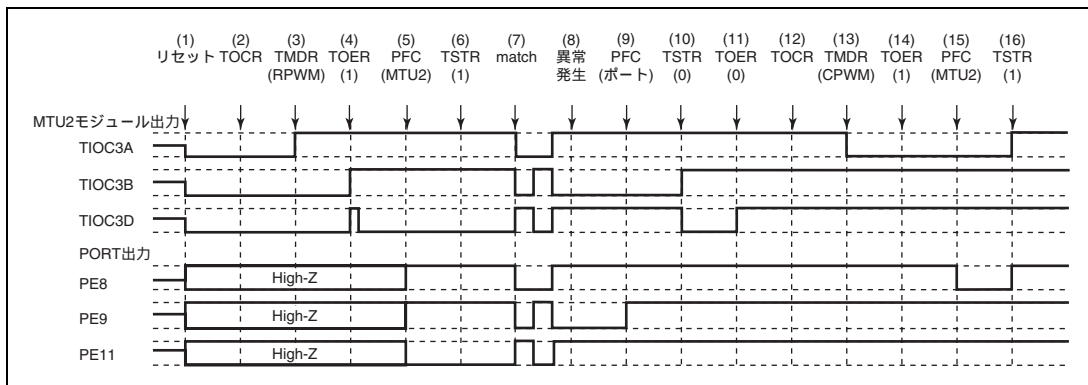 (1) (2) (3) (4) (5) (6) (7) (8) (9) (10) (11) (12) (13) (14) (15) (16)
リセット TOCR TMDR TOER PFC TSTR match 異常 PFC TSTR TOER TOCR TMDR TOER PFC TSTR
(RPWM) (1) (MTU2) (1) 発生 (ポート) (0) (0) (CPWM) (1) (MTU2) (1)
MTU2モジュール出力
TIOC3A
TIOC3B
TIOC3D
PORT出力
PE8 High-Z
PE9 High-Z
PE11 High-Z